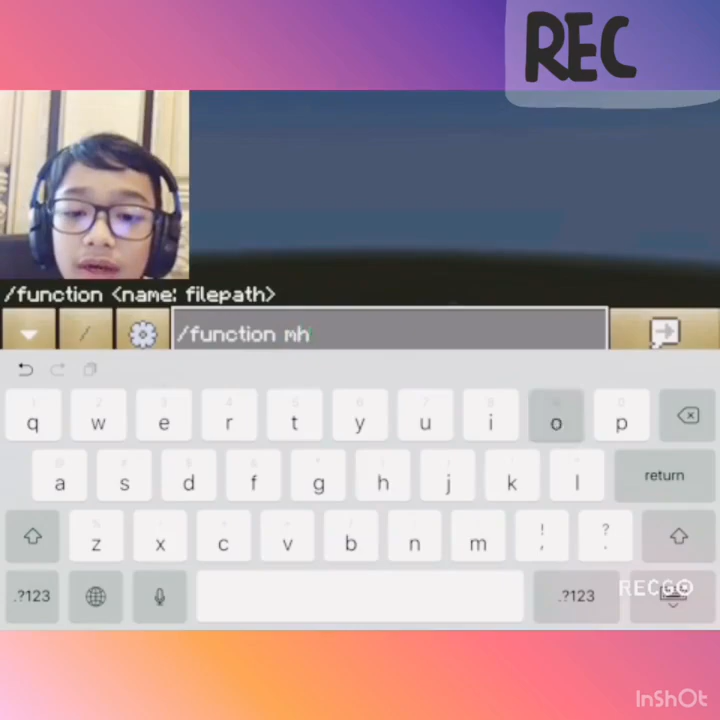 REC
/function <name: filepath>
/ /function mh
q w e r t y u i o p
a s d f g h j k l return
z x c v b n m ! , ? .
.?123 .?123 RECGO
InShOt